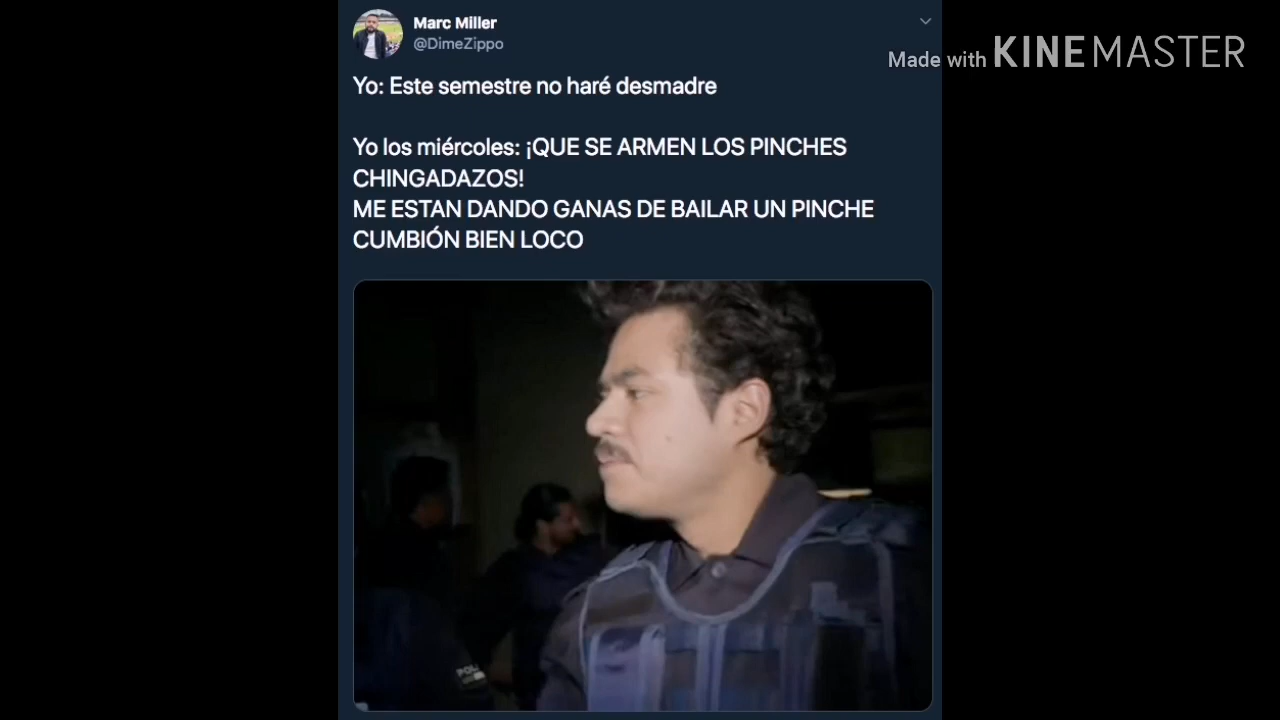 Marc Miller
@DimeZippo
Made with KINEMASTER
Yo: Este semestre no haré desmadre
Yo los miércoles: ¡QUE SE ARMEN LOS PINCHES
CHINGADAZOS!
ME ESTAN DANDO GANAS DE BAILAR UN PINCHE
CUMBIÓN BIEN LOCO